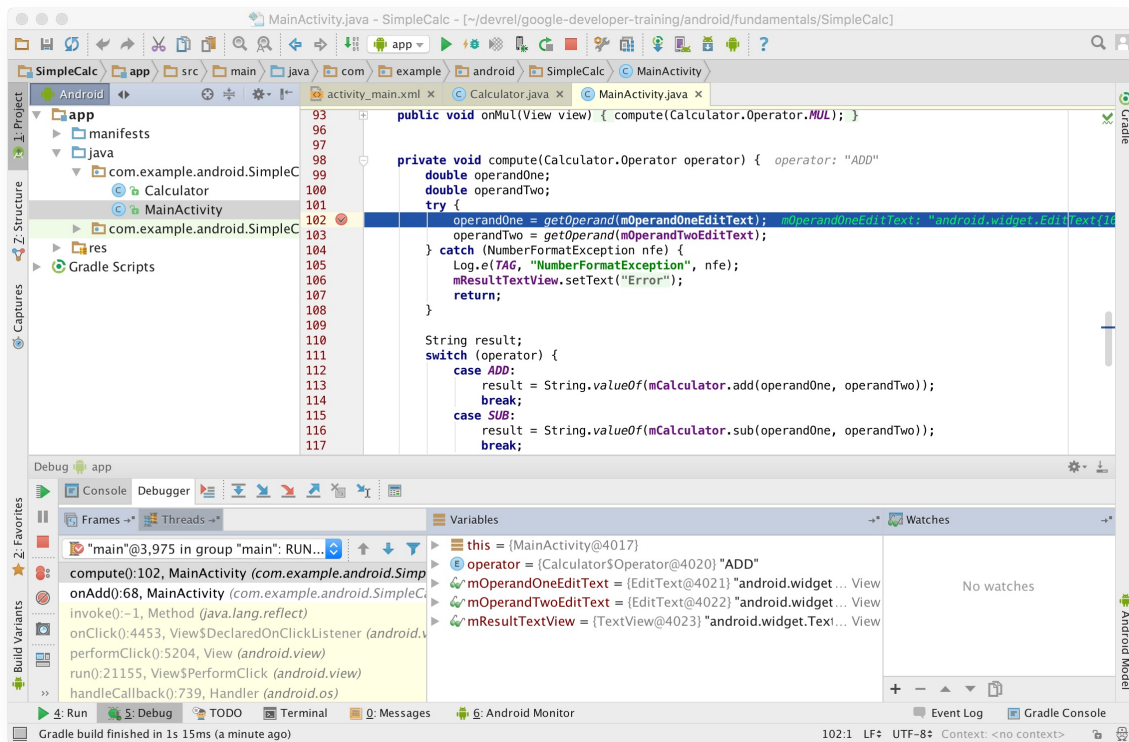 MainActivity.java - SimpleCalc - [~/devrel/google-developer-training/android/fundamentals/SimpleCalc]
app
SimpleCalc app src main java com example android SimpleCalc MainActivity
Android
activity_main.xml Calculator.java MainActivity.java
1: Project
Z: Structure
Captures
2: Favorites
Build Variants
Gradle
Android Model
app
manifests
java
com.example.android.SimpleC
Calculator
MainActivity
com.example.android.SimpleC
res
Gradle Scripts
93 public void onMul(View view) { compute(Calculator.Operator.MUL); }
96
97
98 private void compute(Calculator.Operator operator) { operator: "ADD"
99 double operandOne;
100 double operandTwo;
101 try {
102 operandOne = getOperand(mOperandOneEditText); mOperandOneEditText: "android.widget.EditText{16
103 operandTwo = getOperand(mOperandTwoEditText);
104 } catch (NumberFormatException nfe) {
105 Log.e(TAG, "NumberFormatException", nfe);
106 mResultTextView.setText("Error");
107 return;
108 }
109
110 String result;
111 switch (operator) {
112 case ADD:
113 result = String.valueOf(mCalculator.add(operandOne, operandTwo));
114 break;
115 case SUB:
116 result = String.valueOf(mCalculator.sub(operandOne, operandTwo));
117 break;
Debug app
Console Debugger
Frames Threads
"main"@3,975 in group "main": RUN...
compute():102, MainActivity (com.example.android.Simp
onAdd():68, MainActivity (com.example.android.SimpleCa
invoke():-1, Method (java.lang.reflect)
onClick():4453, View$DeclaredOnClickListener (android.v
performClick():5204, View (android.view)
run():21155, View$PerformClick (android.view)
handleCallback():739, Handler (android.os)
Variables
this = {MainActivity@4017}
operator = {Calculator$Operator@4020} "ADD"
mOperandOneEditText = {EditText@4021} "android.widget... View
mOperandTwoEditText = {EditText@4022} "android.widget... View
mResultTextView = {TextView@4023} "android.widget.Text... View
Watches
No watches
4: Run 5: Debug TODO Terminal 0: Messages 6: Android Monitor Event Log Gradle Console
Gradle build finished in 1s 15ms (a minute ago) 102:1 LF÷ UTF-8÷ Context: <no context>